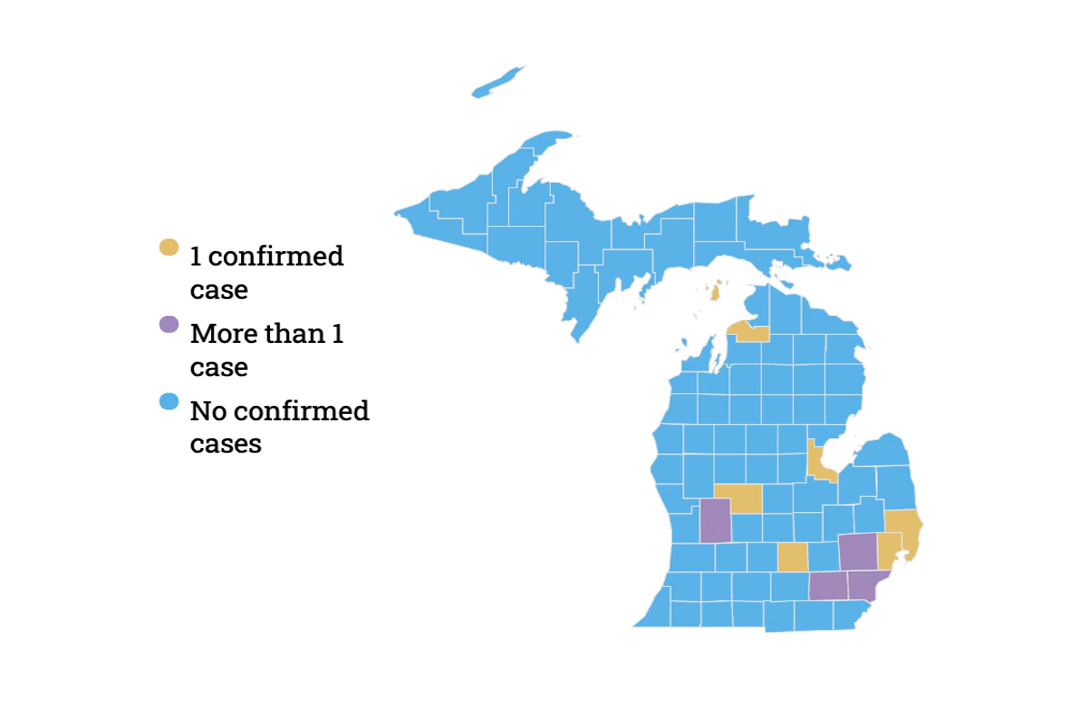 1 confirmed
case
More than 1
case
No confirmed
cases